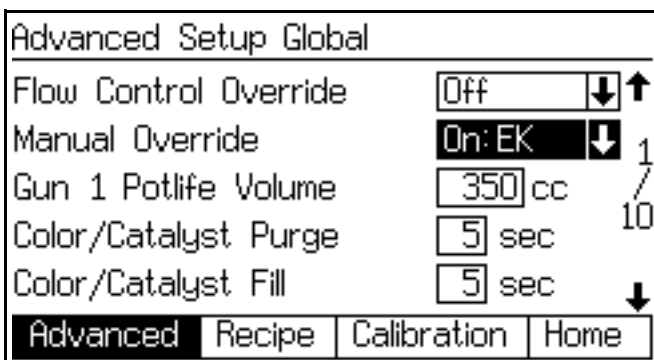 Advanced Setup Global
Flow Control Override Off
Manual Override On: EK
Gun 1 Potlife Volume 350 cc
Color/Catalyst Purge 5 sec
Color/Catalyst Fill 5 sec
1/10
Advanced Recipe Calibration Home